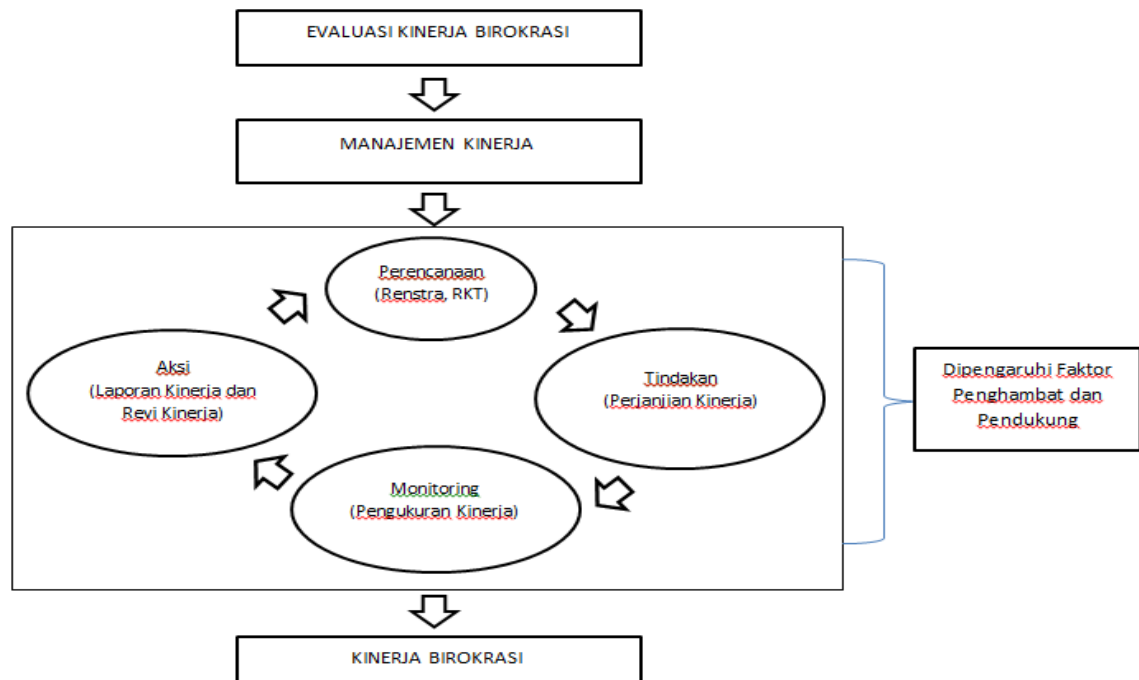 EVALUASI KINERJA BIROKRASI
MANAJEMEN KINERJA
Perencanaan
(Renstra, RKT)
Aksi
(Laporan Kinerja dan
Revi Kinerja)
Tindakan
(Perjanjian Kinerja)
Monitoring
(Pengukuran Kinerja)
Dipengaruhi Faktor
Penghambat dan
Pendukung
KINERJA BIROKRASI